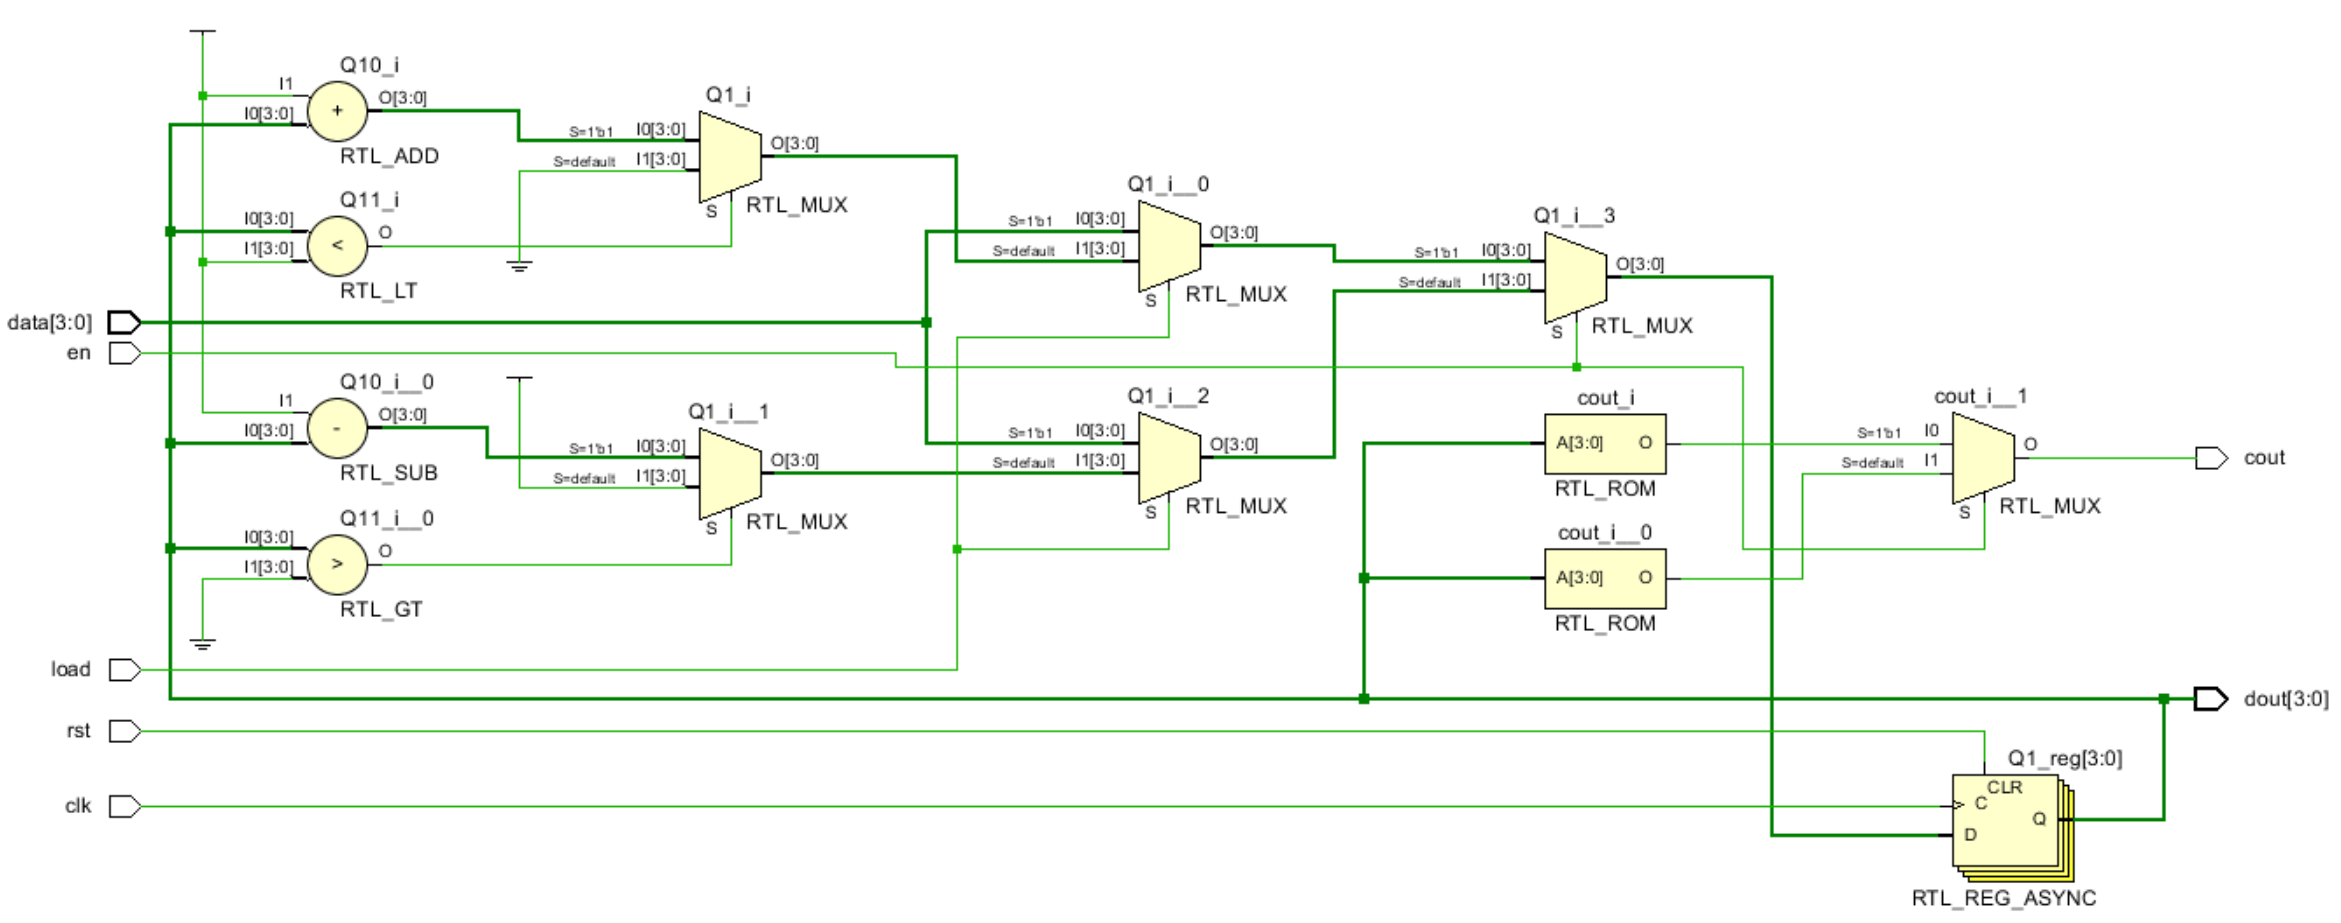 Q10_i
I1
I0[3:0]
+
O[3:0]
RTL_ADD
Q11_i
I0[3:0]
I1[3:0]
<
O
RTL_LT
Q1_i
S=1'b1 I0[3:0]
S=default I1[3:0]
O[3:0]
S
RTL_MUX
Q1_i__0
S=1'b1 I0[3:0]
S=default I1[3:0]
O[3:0]
S
RTL_MUX
Q1_i__3
S=1'b1 I0[3:0]
S=default I1[3:0]
O[3:0]
S
RTL_MUX
data[3:0]
en
Q10_i__0
I1
I0[3:0]
-
O[3:0]
RTL_SUB
Q11_i__0
I0[3:0]
I1[3:0]
>
O
RTL_GT
Q1_i__1
S=1'b1 I0[3:0]
S=default I1[3:0]
O[3:0]
S
RTL_MUX
Q1_i__2
S=1'b1 I0[3:0]
S=default I1[3:0]
O[3:0]
S
RTL_MUX
cout_i
A[3:0] O
RTL_ROM
cout_i__0
A[3:0] O
RTL_ROM
cout_i__1
S=1'b1 I0
S=default I1
O
S
RTL_MUX
cout
load
rst
clk
dout[3:0]
Q1_reg[3:0]
CLR
C
Q
D
RTL_REG_ASYNC